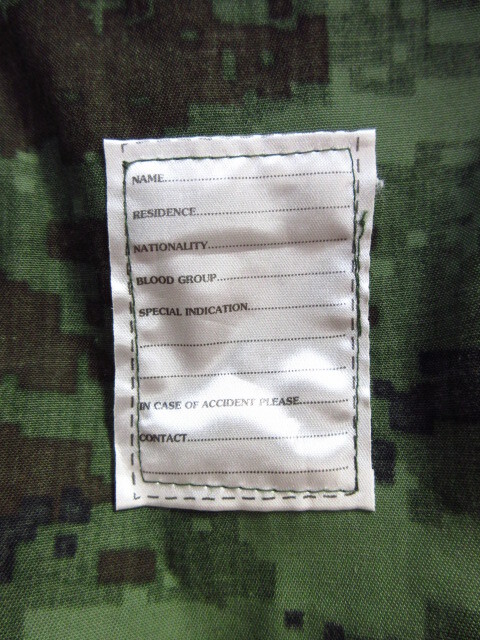 NAME........................................
RESIDENCE..................................
NATIONALITY................................
BLOOD GROUP..............................
SPECIAL INDICATION......................
..................................................
..................................................
IN CASE OF ACCIDENT PLEASE............
CONTACT.....................................
..................................................